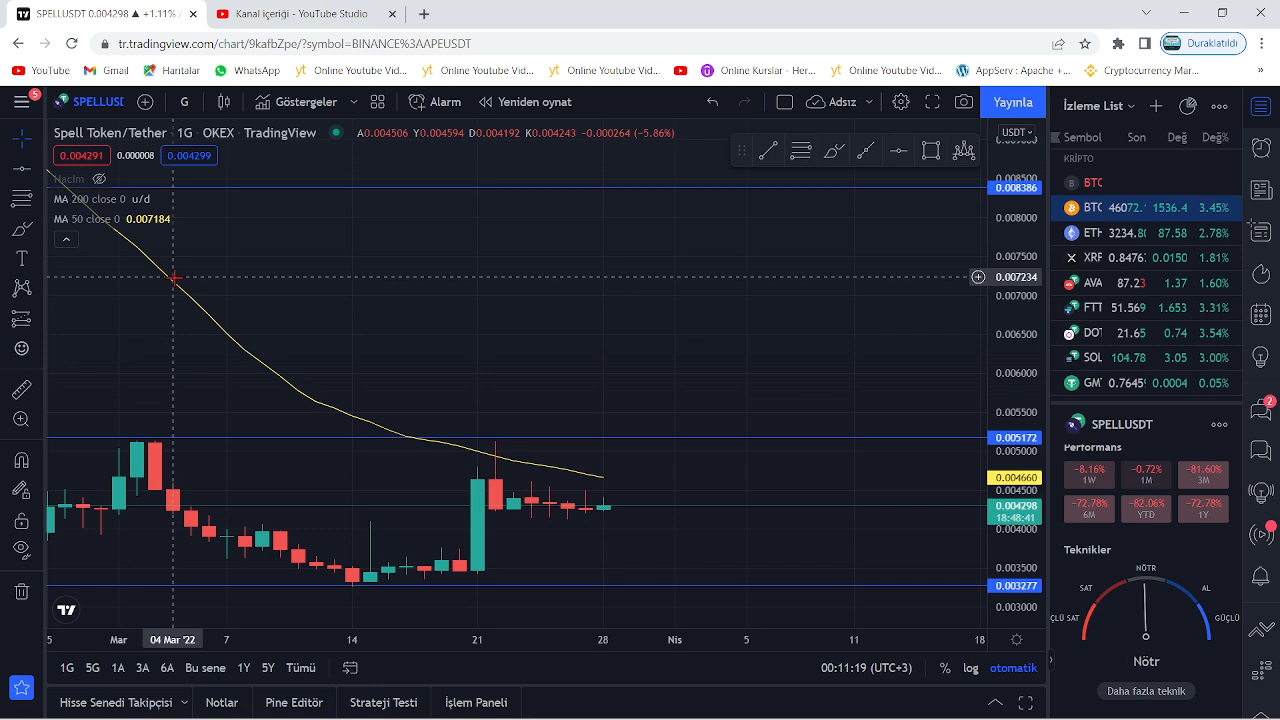 SPELLUSDT 0.004298 ▲ +1.11%
Kanal içeriği - YouTube Studio
tr.tradingview.com/chart/9kafbZpe/?symbol=BINANCE%3AAPEUSDT
Duraklatıldı
YouTube
Gmail
Haritalar
WhatsApp
Online Youtube Vid...
Online Youtube Vid...
Online Youtube Vid...
Online Kurslar - Her...
Online Youtube Vid...
AppServ : Apache +...
Cryptocurrency Mar...
»
5
SPELLUSD
G
Göstergeler
Alarm
Yeniden oynat
Adsız
Yayınla
İzleme List
Spell Token/Tether · 1G · OKEX · TradingView
A0.004506 Y0.004594 D0.004192 K0.004243 -0.000264 (-5.86%)
0.004291
0.000008
0.004299
Hacim
MA 200 close 0 u/d
MA 50 close 0 0.007184
USDT
0.008500
0.008386
0.008000
0.007500
0.007234
0.007000
0.006500
0.006000
0.005500
0.005172
0.005000
0.004660
0.004500
0.004298
18:48:41
0.004000
0.003500
0.003277
0.003000
5
Mar
04 Mar '22
7
14
21
28
Nis
5
11
18
1G
5G
1A
3A
6A
Bu sene
1Y
5Y
Tümü
00:11:19 (UTC+3)
%
log
otomatik
Hisse Senedi Takipçisi
Notlar
Pine Editör
Strateji Testi
İşlem Paneli
Sembol Son Değ Değ%
KRİPTO
BTC
BTC 46072. 1536.4 3.45%
ETH 3234.80 87.58 2.78%
XRF 0.8476 0.0150 1.81%
AVA 87.23 1.37 1.60%
FTT 51.569 1.653 3.31%
DOT 21.65 0.74 3.54%
SOL 104.78 3.05 3.00%
GMT 0.7645 0.0004 0.05%
SPELLUSDT
Performans
-8.16%
1W
-0.72%
1M
-81.60%
3M
-72.78%
6M
-82.06%
YTD
-72.78%
1Y
Teknikler
NÖTR
SAT
AL
ÇLÜ SAT
GÜÇLÜ
Nötr
Daha fazla teknik
2